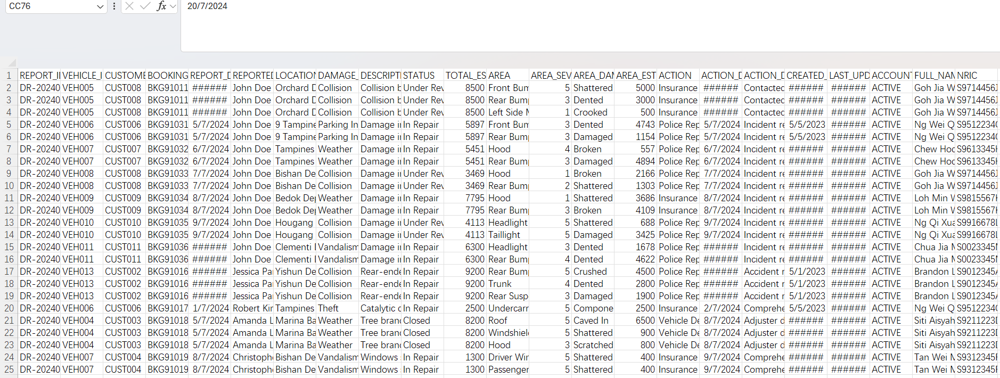 CC76 fx 20/7/2024
1 REPORT_II VEHICLE_I CUSTOME BOOKING REPORT_D REPORTED LOCATION DAMAGE_ DESCRIPTI STATUS TOTAL_ES AREA AREA_SEV AREA_DAM AREA_EST ACTION ACTION_D ACTION_D CREATED_ LAST_UPD ACCOUNT FULL_NAM NRIC
2 DR-20240 VEH005 CUST008 BKG91011 ###### John Doe Orchard D Collision Collision b Under Rev 8500 Front Bum 5 Shattered 5000 Insurance ###### Contacted ###### ###### ACTIVE Goh Jia W S9714456J
3 DR-20240 VEH005 CUST008 BKG91011 ###### John Doe Orchard D Collision Collision b Under Rev 8500 Rear Bump 3 Dented 3000 Insurance ###### Contacted ###### ###### ACTIVE Goh Jia W S9714456J
4 DR-20240 VEH005 CUST008 BKG91011 ###### John Doe Orchard D Collision Collision b Under Rev 8500 Left Side M 1 Crooked 500 Insurance ###### Contacted ###### ###### ACTIVE Goh Jia W S9714456J
5 DR-20240 VEH006 CUST006 BKG91031 5/7/2024 John Doe 9 Tampine Parking In Damage i In Repair 5897 Front Bum 3 Dented 4743 Police Rep 5/7/2024 Incident re 5/5/2023 ###### ACTIVE Ng Wei Q S9512234
6 DR-20240 VEH006 CUST006 BKG91031 5/7/2024 John Doe 9 Tampine Parking In Damage i In Repair 5897 Rear Bump 3 Damaged 1154 Police Rep 5/7/2024 Incident re 5/5/2023 ###### ACTIVE Ng Wei Q S9512234
7 DR-20240 VEH007 CUST007 BKG91032 6/7/2024 John Doe Tampines Weather Damage i In Repair 5451 Hood 4 Broken 557 Police Rep 6/7/2024 Incident re ###### ###### ACTIVE Chew Hoc S9613345
8 DR-20240 VEH007 CUST007 BKG91032 6/7/2024 John Doe Tampines Weather Damage i In Repair 5451 Rear Bump 3 Damaged 4894 Police Rep 6/7/2024 Incident re ###### ###### ACTIVE Chew Hoc S9613345
9 DR-20240 VEH008 CUST008 BKG91033 7/7/2024 John Doe Bishan De Collision Damage i Under Rev 3469 Hood 1 Broken 2166 Police Rep 7/7/2024 Incident re ###### ###### ACTIVE Goh Jia W S9714456J
10 DR-20240 VEH008 CUST008 BKG91033 7/7/2024 John Doe Bishan De Collision Damage i Under Rev 3469 Rear Bump 2 Shattered 1303 Police Rep 7/7/2024 Incident re ###### ###### ACTIVE Goh Jia W S9714456J
11 DR-20240 VEH009 CUST009 BKG91034 8/7/2024 John Doe Bedok Dep Weather Damage i In Repair 7795 Hood 1 Shattered 3686 Insurance 8/7/2024 Incident re ###### ###### ACTIVE Loh Min W S9815567
12 DR-20240 VEH009 CUST009 BKG91034 8/7/2024 John Doe Bedok Dep Weather Damage i In Repair 7795 Rear Bump 3 Broken 4109 Insurance 8/7/2024 Incident re ###### ###### ACTIVE Loh Min W S9815567
13 DR-20240 VEH010 CUST010 BKG91035 9/7/2024 John Doe Hougang Collision Damage i Under Rev 4113 Headlight 5 Shattered 688 Police Rep 9/7/2024 Incident re ###### ###### ACTIVE Ng Qi Xua S9916678
14 DR-20240 VEH010 CUST010 BKG91035 9/7/2024 John Doe Hougang Collision Damage i Under Rev 4113 Taillight 5 Damaged 3425 Police Rep 9/7/2024 Incident re ###### ###### ACTIVE Ng Qi Xua S9916678
15 DR-20240 VEH011 CUST011 BKG91036 ###### John Doe Clementi Vandalism Damage i In Repair 6300 Headlight 3 Dented 1678 Police Rep ###### Incident re ###### ###### ACTIVE Chua Jia M S0023345
16 DR-20240 VEH011 CUST011 BKG91036 ###### John Doe Clementi Vandalism Damage i In Repair 6300 Rear Bump 4 Dented 4622 Police Rep ###### Incident re ###### ###### ACTIVE Chua Jia M S0023345
17 DR-20240 VEH013 CUST002 BKG91016 ###### Jessica Par Yishun De Collision Rear-ende In Repair 9200 Rear Bump 5 Crushed 4500 Police Rep ###### Accident r 5/1/2023 ###### ACTIVE Brandon L S9012345A
18 DR-20240 VEH013 CUST002 BKG91016 ###### Jessica Par Yishun De Collision Rear-ende In Repair 9200 Trunk 4 Dented 2800 Police Rep ###### Accident r 5/1/2023 ###### ACTIVE Brandon L S9012345A
19 DR-20240 VEH013 CUST002 BKG91016 ###### Jessica Par Yishun De Collision Rear-ende In Repair 9200 Rear Susp 3 Damaged 1900 Police Rep ###### Accident r 5/1/2023 ###### ACTIVE Brandon L S9012345A
20 DR-20240 VEH006 CUST006 BKG91017 1/7/2024 Robert Kir Tampines Theft Catalytic c In Repair 2500 Undercarr 5 Compone 2500 Insurance 2/7/2024 Comprehe 5/5/2023 ###### ACTIVE Ng Wei Q S9512234
21 DR-20240 VEH004 CUST003 BKG91018 5/7/2024 Amanda L Marina Ba Weather Tree branc Closed 8200 Roof 5 Caved In 6500 Vehicle De 8/7/2024 Adjuster d ###### ###### ACTIVE Siti Aisyah S9211223
22 DR-20240 VEH004 CUST003 BKG91018 5/7/2024 Amanda L Marina Ba Weather Tree branc Closed 8200 Windshiel 5 Shattered 900 Vehicle De 8/7/2024 Adjuster d ###### ###### ACTIVE Siti Aisyah S9211223
23 DR-20240 VEH004 CUST003 BKG91018 5/7/2024 Amanda L Marina Ba Weather Tree branc Closed 8200 Hood 3 Scratched 800 Vehicle De 8/7/2024 Adjuster d ###### ###### ACTIVE Siti Aisyah S9211223
24 DR-20240 VEH007 CUST004 BKG91019 8/7/2024 Christophe Bishan De Vandalism Windows In Repair 1300 Driver Win 5 Shattered 400 Insurance 9/7/2024 Comprehe ###### ###### ACTIVE Tan Wei M S9312345
25 DR-20240 VEH007 CUST004 BKG91019 8/7/2024 Christoph Bishan De Vandalism Windows In Repair 1300 Passenger 5 Shattered 400 Insurance 9/7/2024 Comprehe ###### ###### ACTIVE Tan Wei M S9312345